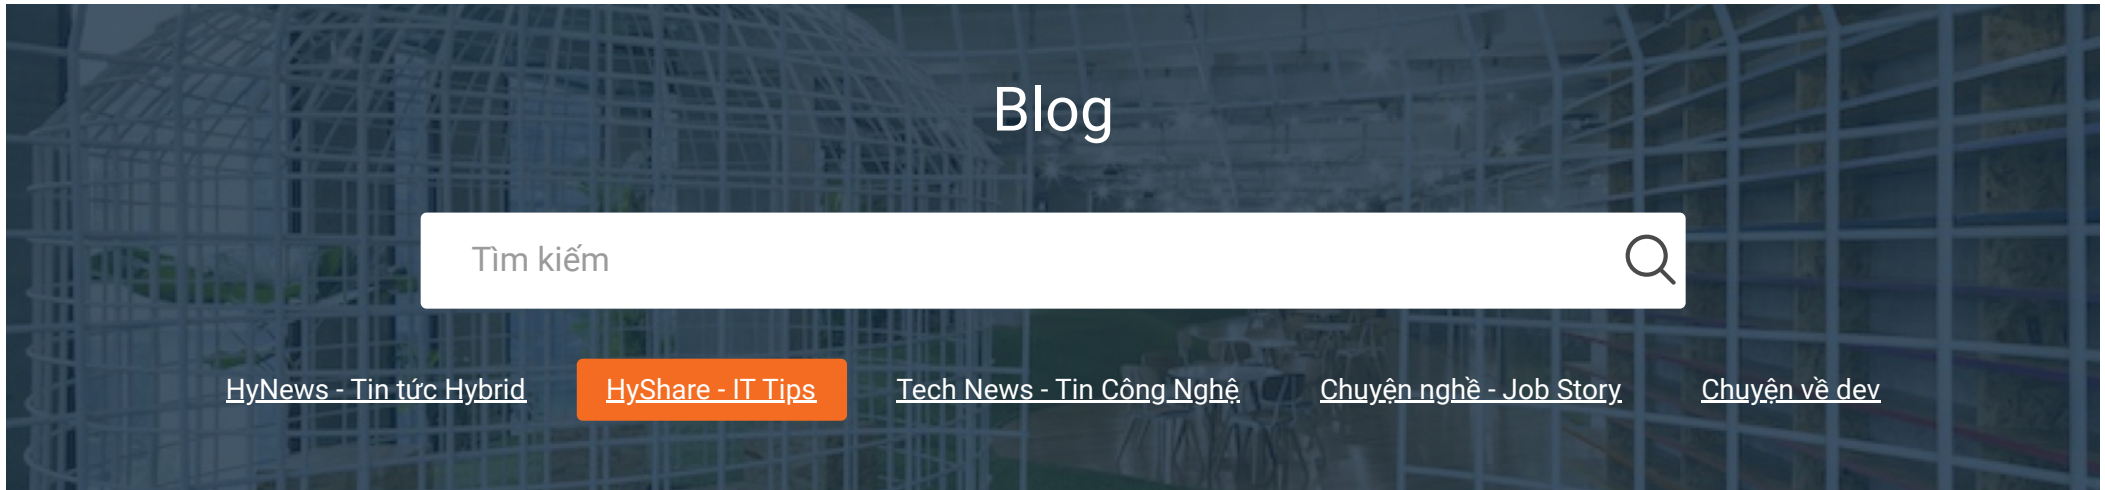 Blog
Tìm kiếm
HyNews - Tin tức Hybrid HyShare - IT Tips Tech News - Tin Công Nghệ Chuyện nghề - Job Story Chuyện về dev